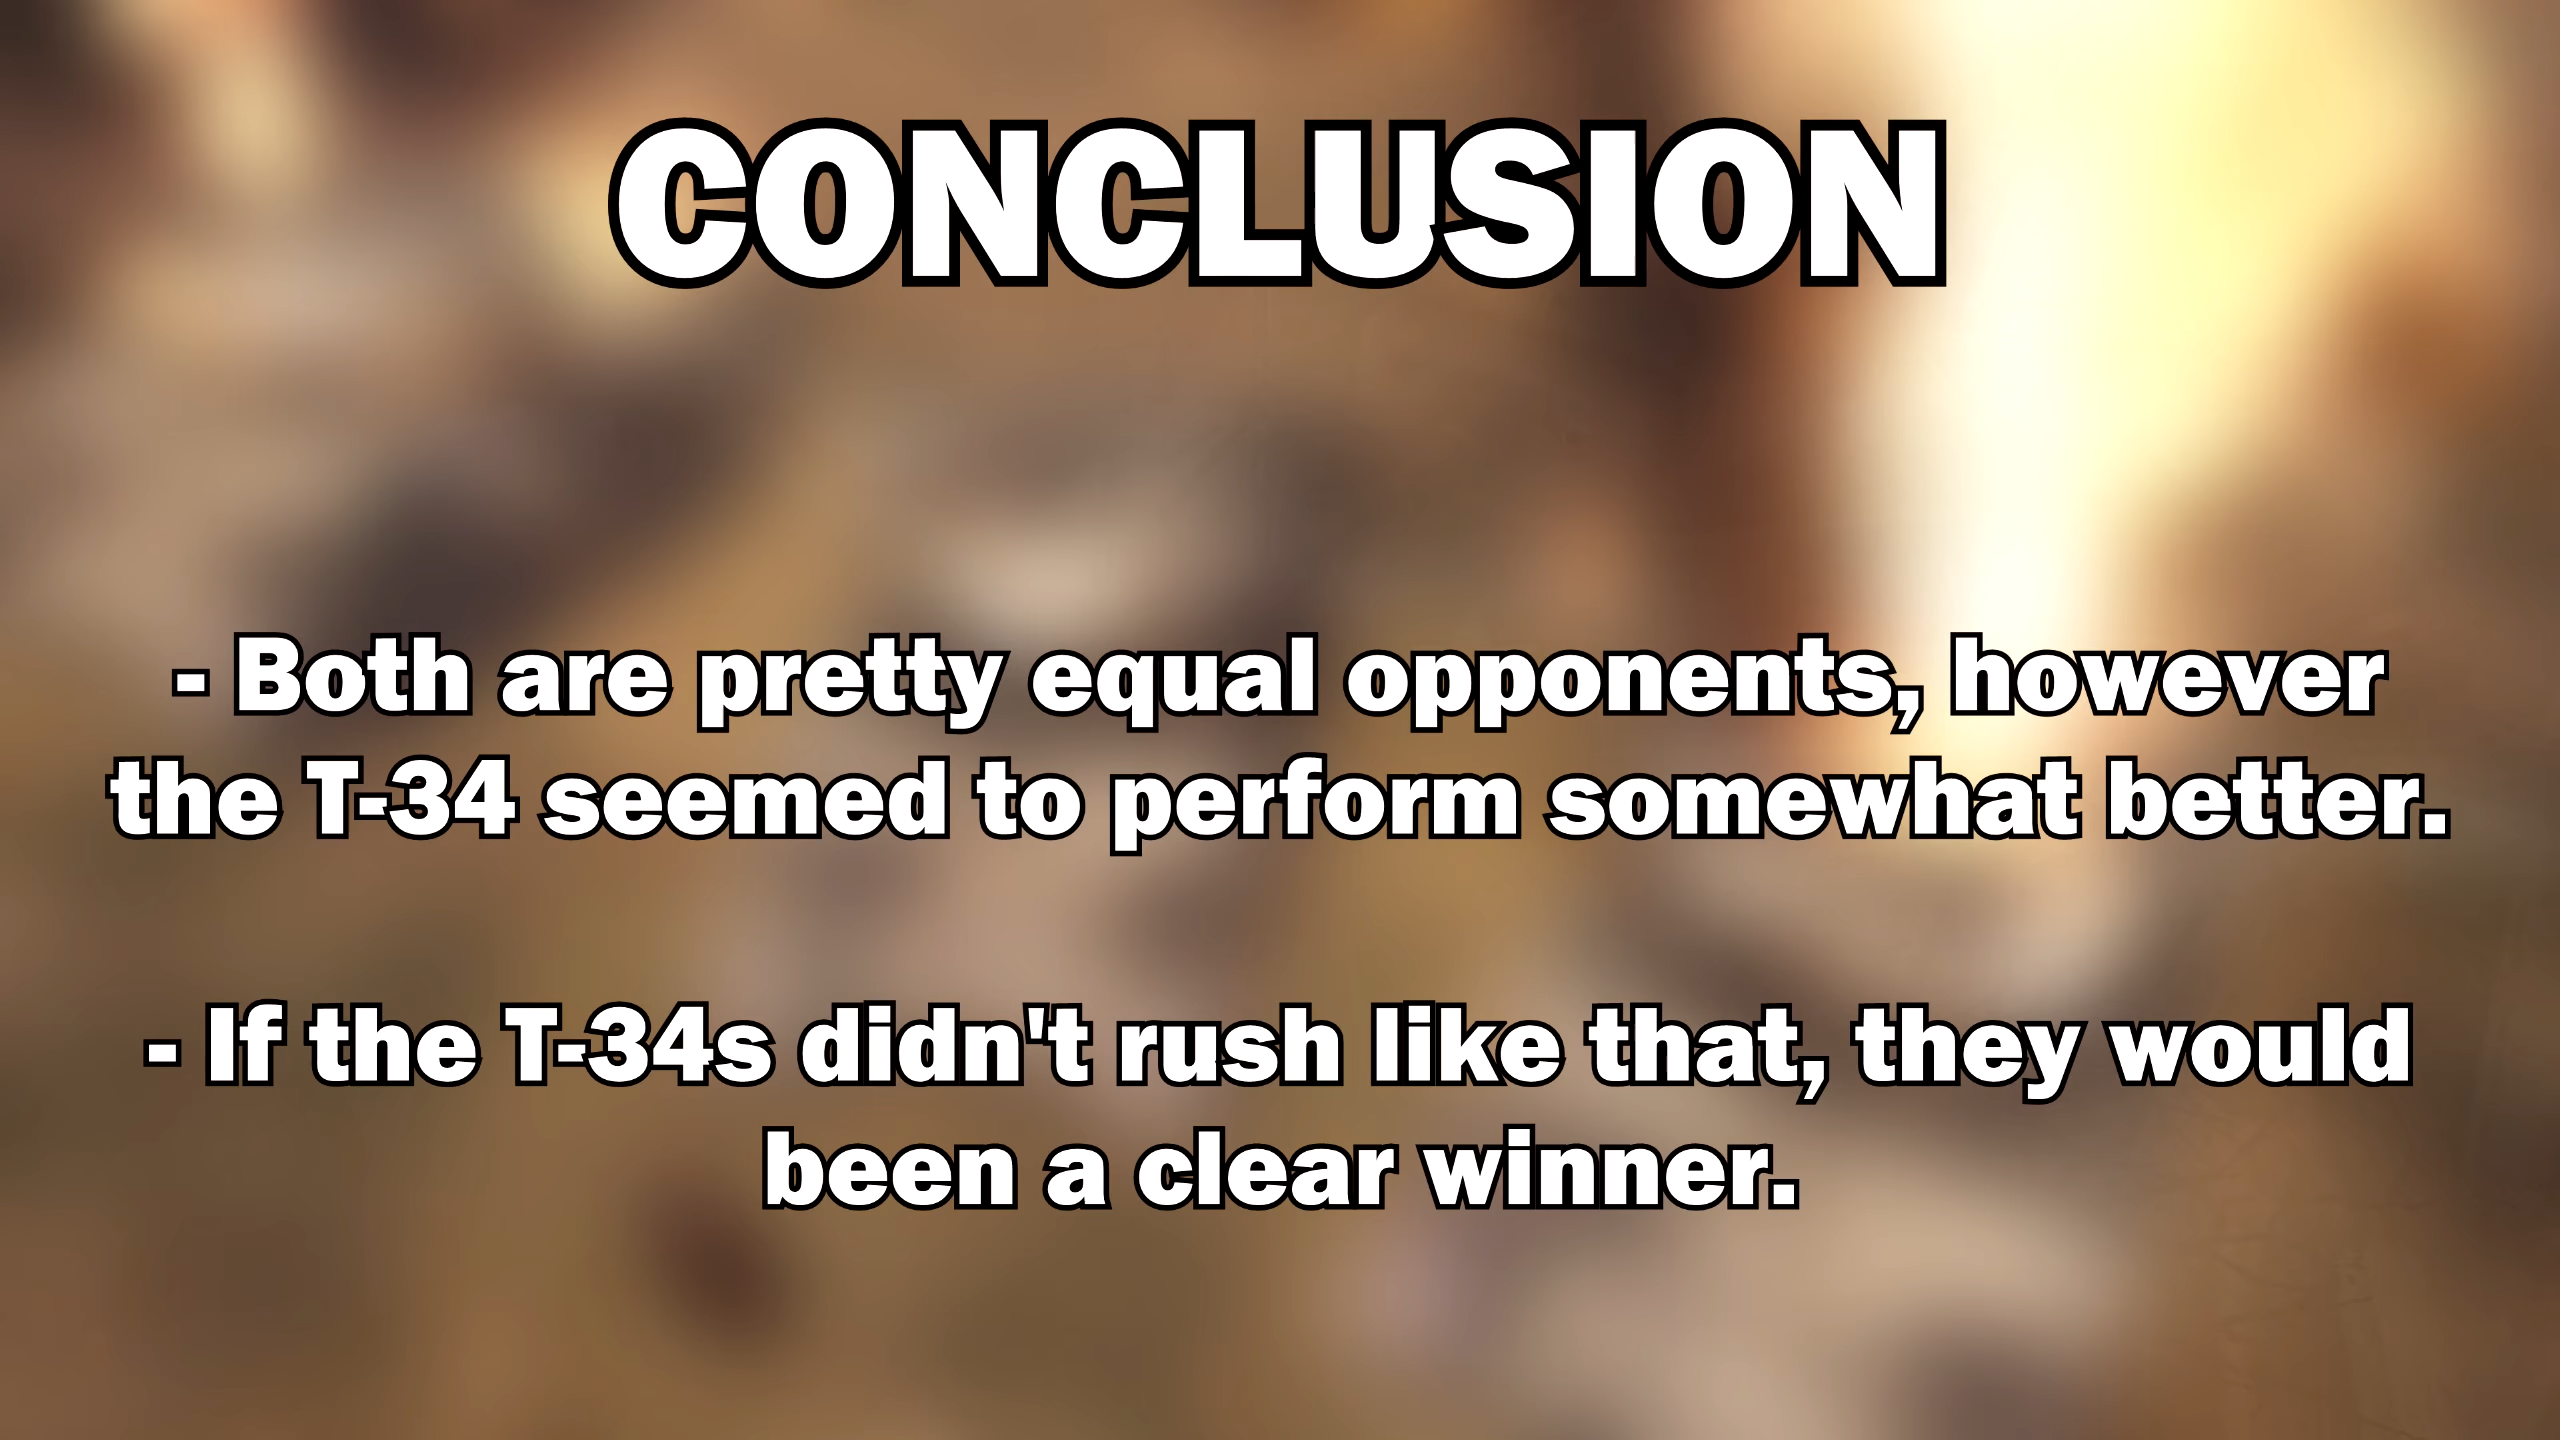 CONCLUSION
- Both are pretty equal opponents, however
the T-34 seemed to perform somewhat better.
- If the T-34s didn't rush like that, they would
been a clear winner.